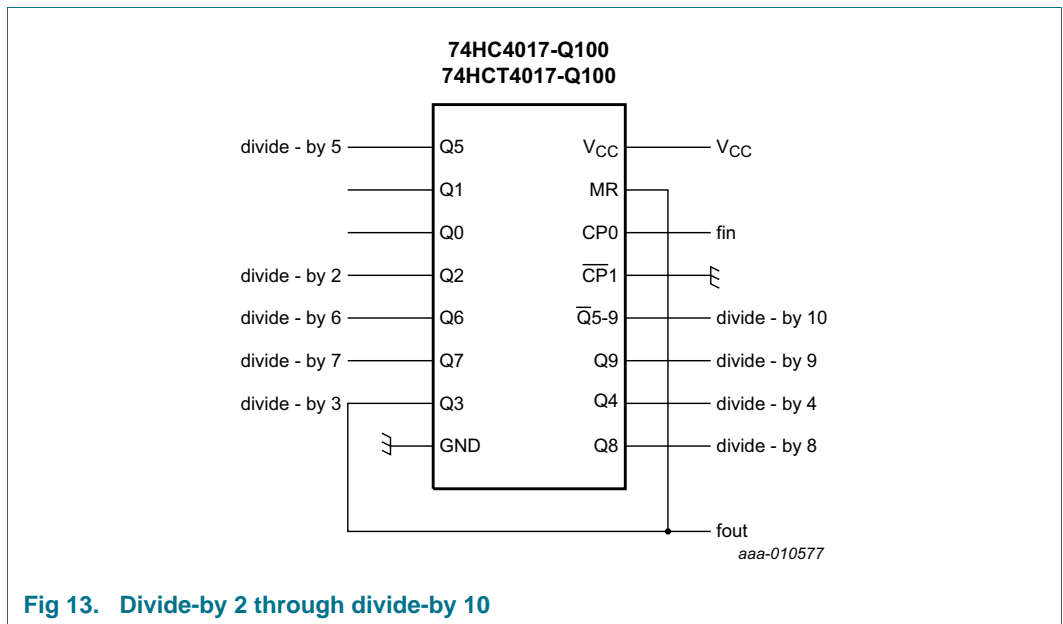 74HC4017-Q100
74HCT4017-Q100
divide - by 5 Q5 VCC VCC
Q1 MR
Q0 CP0 fin
divide - by 2 Q2 C̅P̅1
divide - by 6 Q6 Q̅5-9 divide - by 10
divide - by 7 Q7 Q9 divide - by 9
divide - by 3 Q3 Q4 divide - by 4
GND Q8 divide - by 8
fout
aaa-010577
Fig 13. Divide-by 2 through divide-by 10